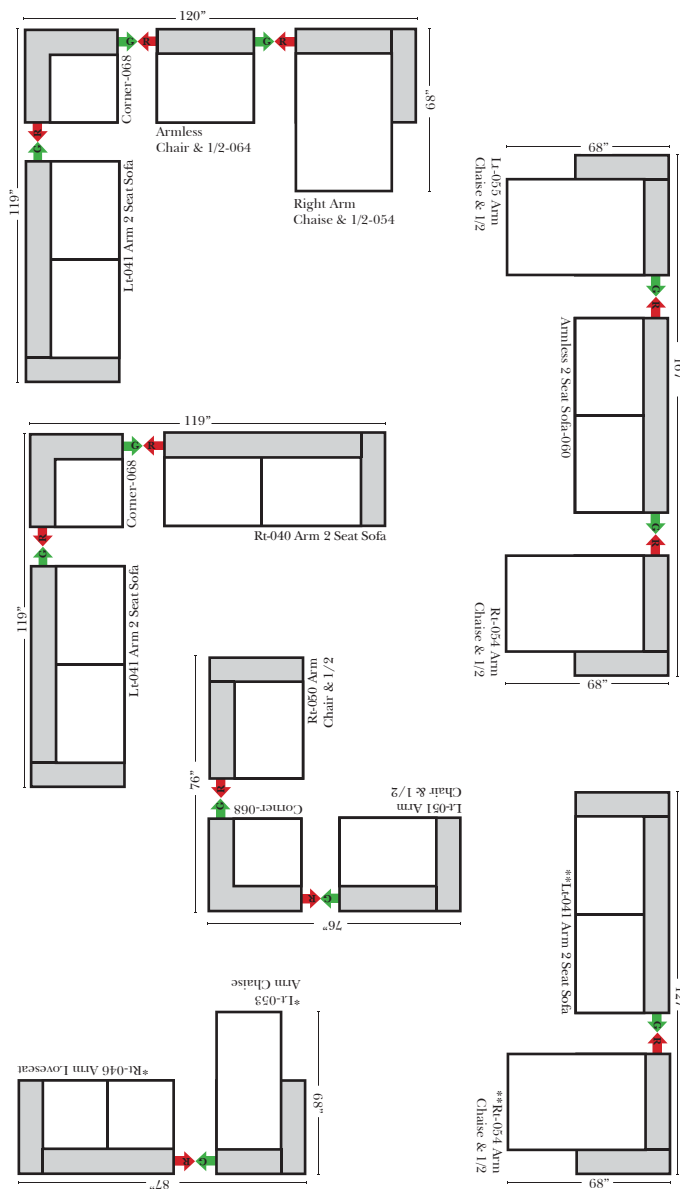 120”
G R
G R
Corner-068
Armless
Chair & 1/2-064
68”
Right Arm
Chaise & 1/2-054
R
G
119”
Lt-041 Arm 2 Seat Sofa
68”
Lt-055 Arm
Chaise & 1/2
G
R
Armless 2 Seat Sofa-060
G
R
Rt-054 Arm
Chaise & 1/2
68”
119”
G R
Corner-068
Rt-040 Arm 2 Seat Sofa
R
G
119”
Lt-041 Arm 2 Seat Sofa
Rt-050 Arm
Chair & 1/2
76”
R
G
Corner-068
Lt-051 Arm
Chair & 1/2
R G
76”
**Lt-041 Arm 2 Seat Sofa
G
R
**Rt-054 Arm
Chaise & 1/2
68”
*Lt-053
Arm Chaise
*Rt-046 Arm Loveseat
68”
R G
87”